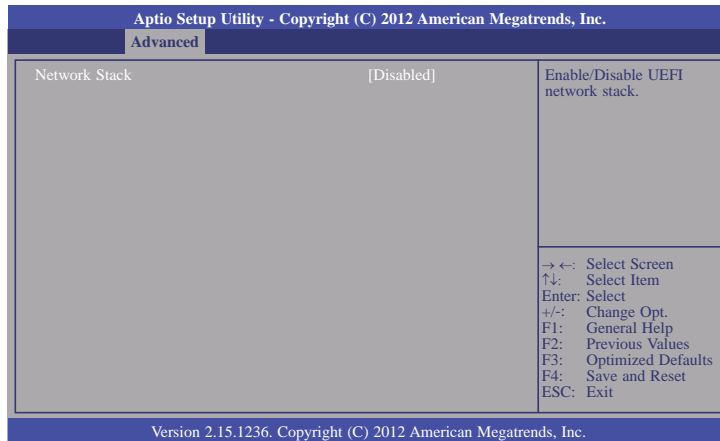 Aptio Setup Utility - Copyright (C) 2012 American Megatrends, Inc.
Advanced
Network Stack [Disabled]
Enable/Disable UEFI
network stack.
→ ←: Select Screen
↑↓: Select Item
Enter: Select
+/-: Change Opt.
F1: General Help
F2: Previous Values
F3: Optimized Defaults
F4: Save and Reset
ESC: Exit
Version 2.15.1236. Copyright (C) 2012 American Megatrends, Inc.